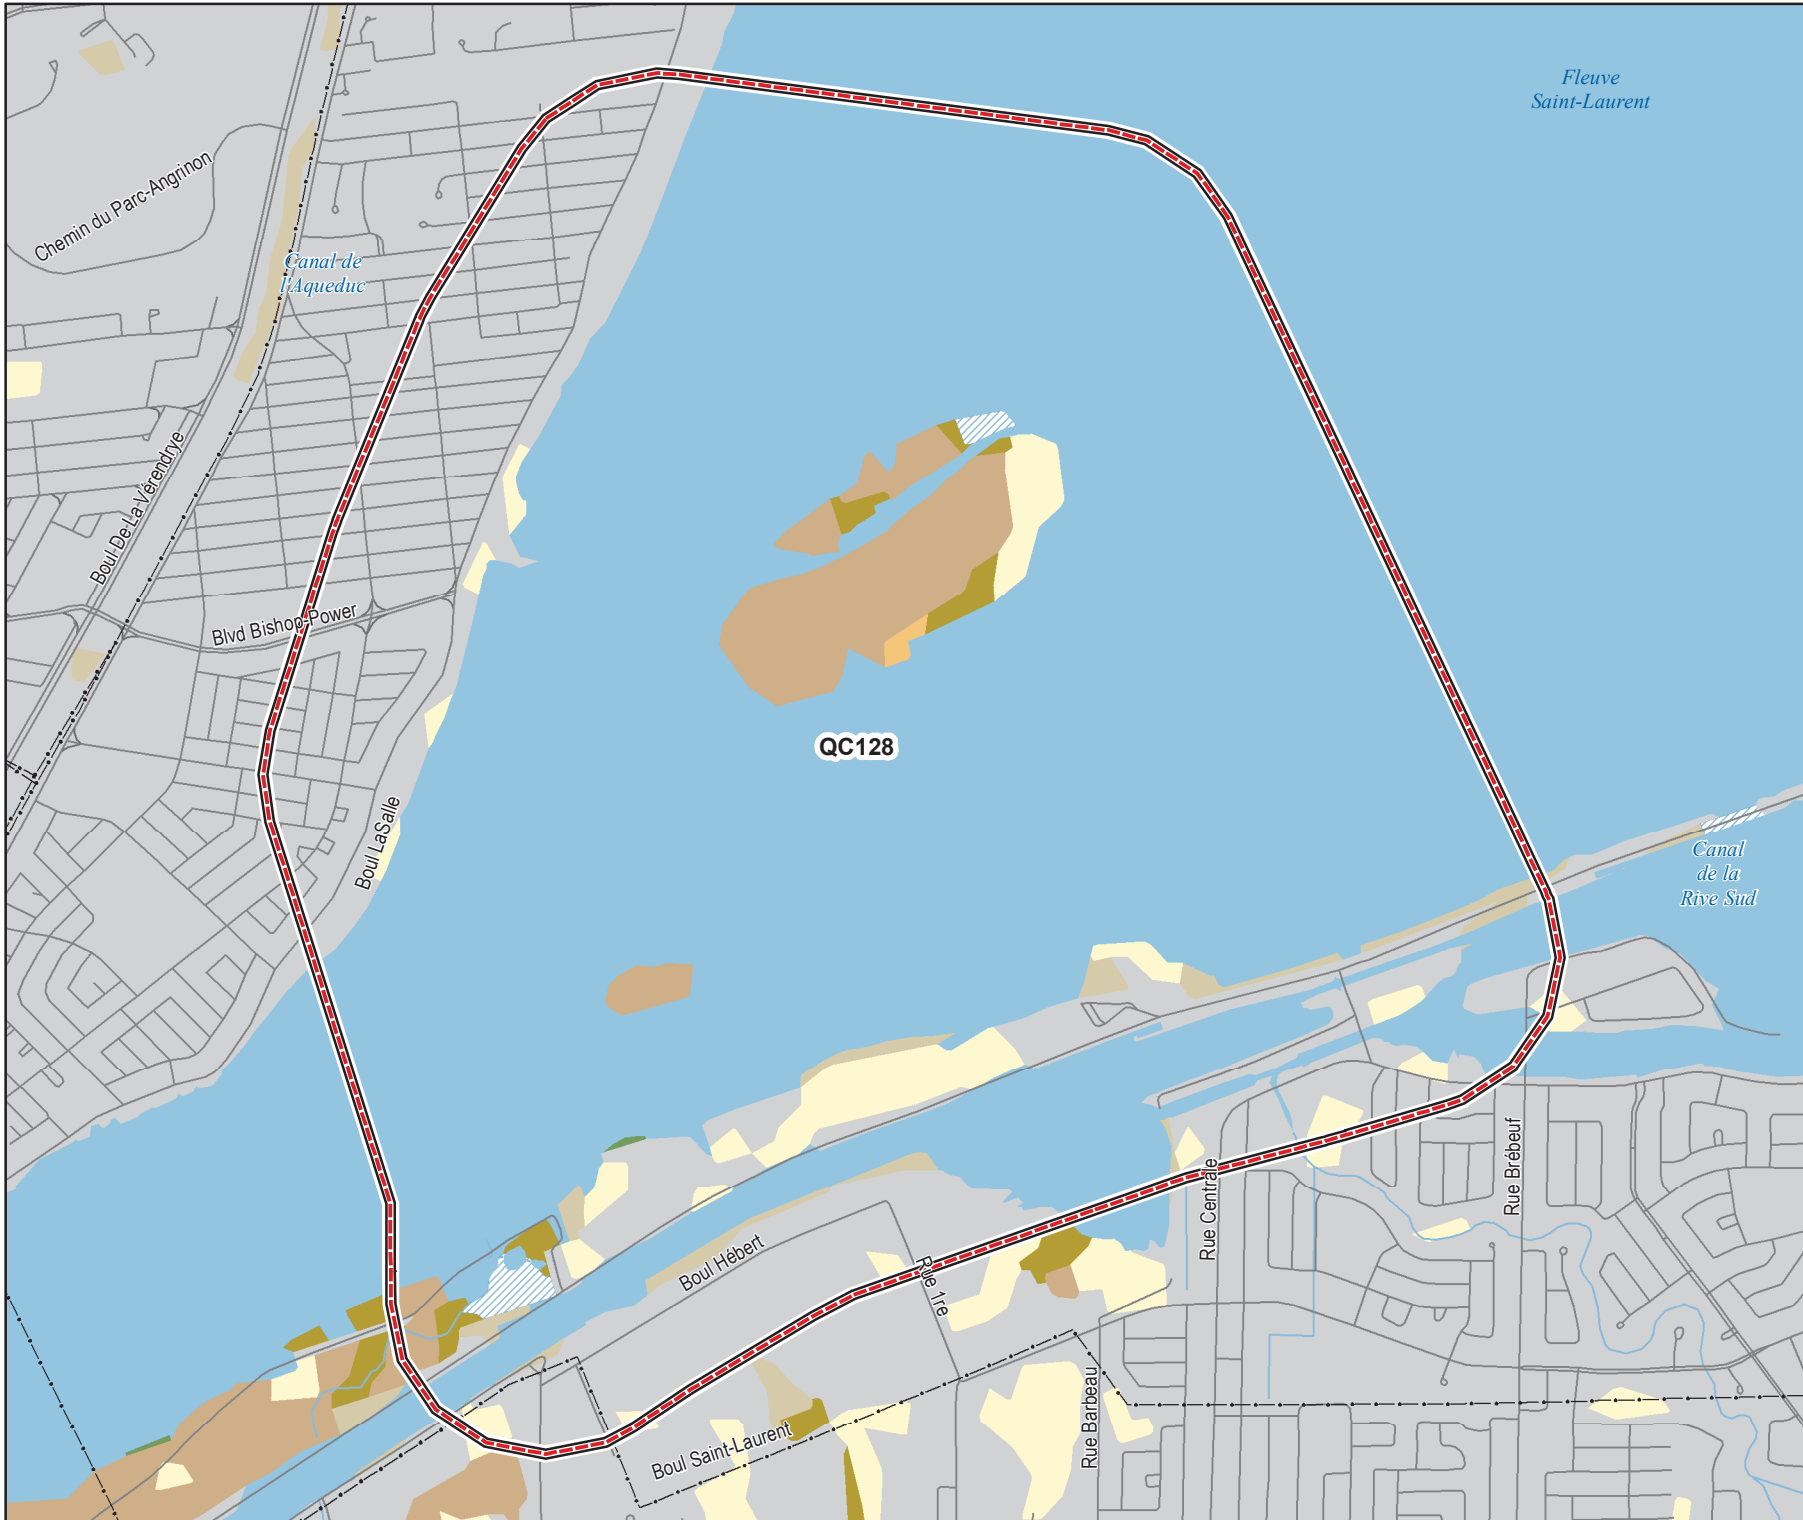 Fleuve
Saint-Laurent
Chemin du Parc-Angrinon
Canal de
l'Aqueduc
Boul-De-La-Vérendrye
Blvd Bishop-Power
QC128
Boul LaSalle
Canal
de la
Rive Sud
Rue Brébeuf
Rue Centrale
Boul Hébert
Rue 1re
Rue Barbeau
Boul Saint-Laurent